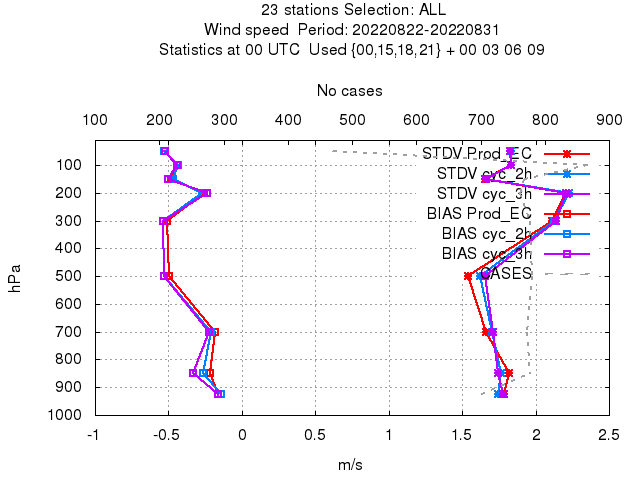 23 stations Selection: ALL
Wind speed  Period: 20220822-20220831
Statistics at 00 UTC  Used {00,15,18,21} + 00 03 06 09
No cases
100 200 300 400 500 600 700 800 900
STDV Prod_EC
STDV cyc_2h
STDV cyc_3h
BIAS Prod_EC
BIAS cyc_2h
BIAS cyc_3h
CASES
hPa
100
200
300
400
500
600
700
800
900
1000
-1 -0.5 0 0.5 1 1.5 2 2.5
m/s